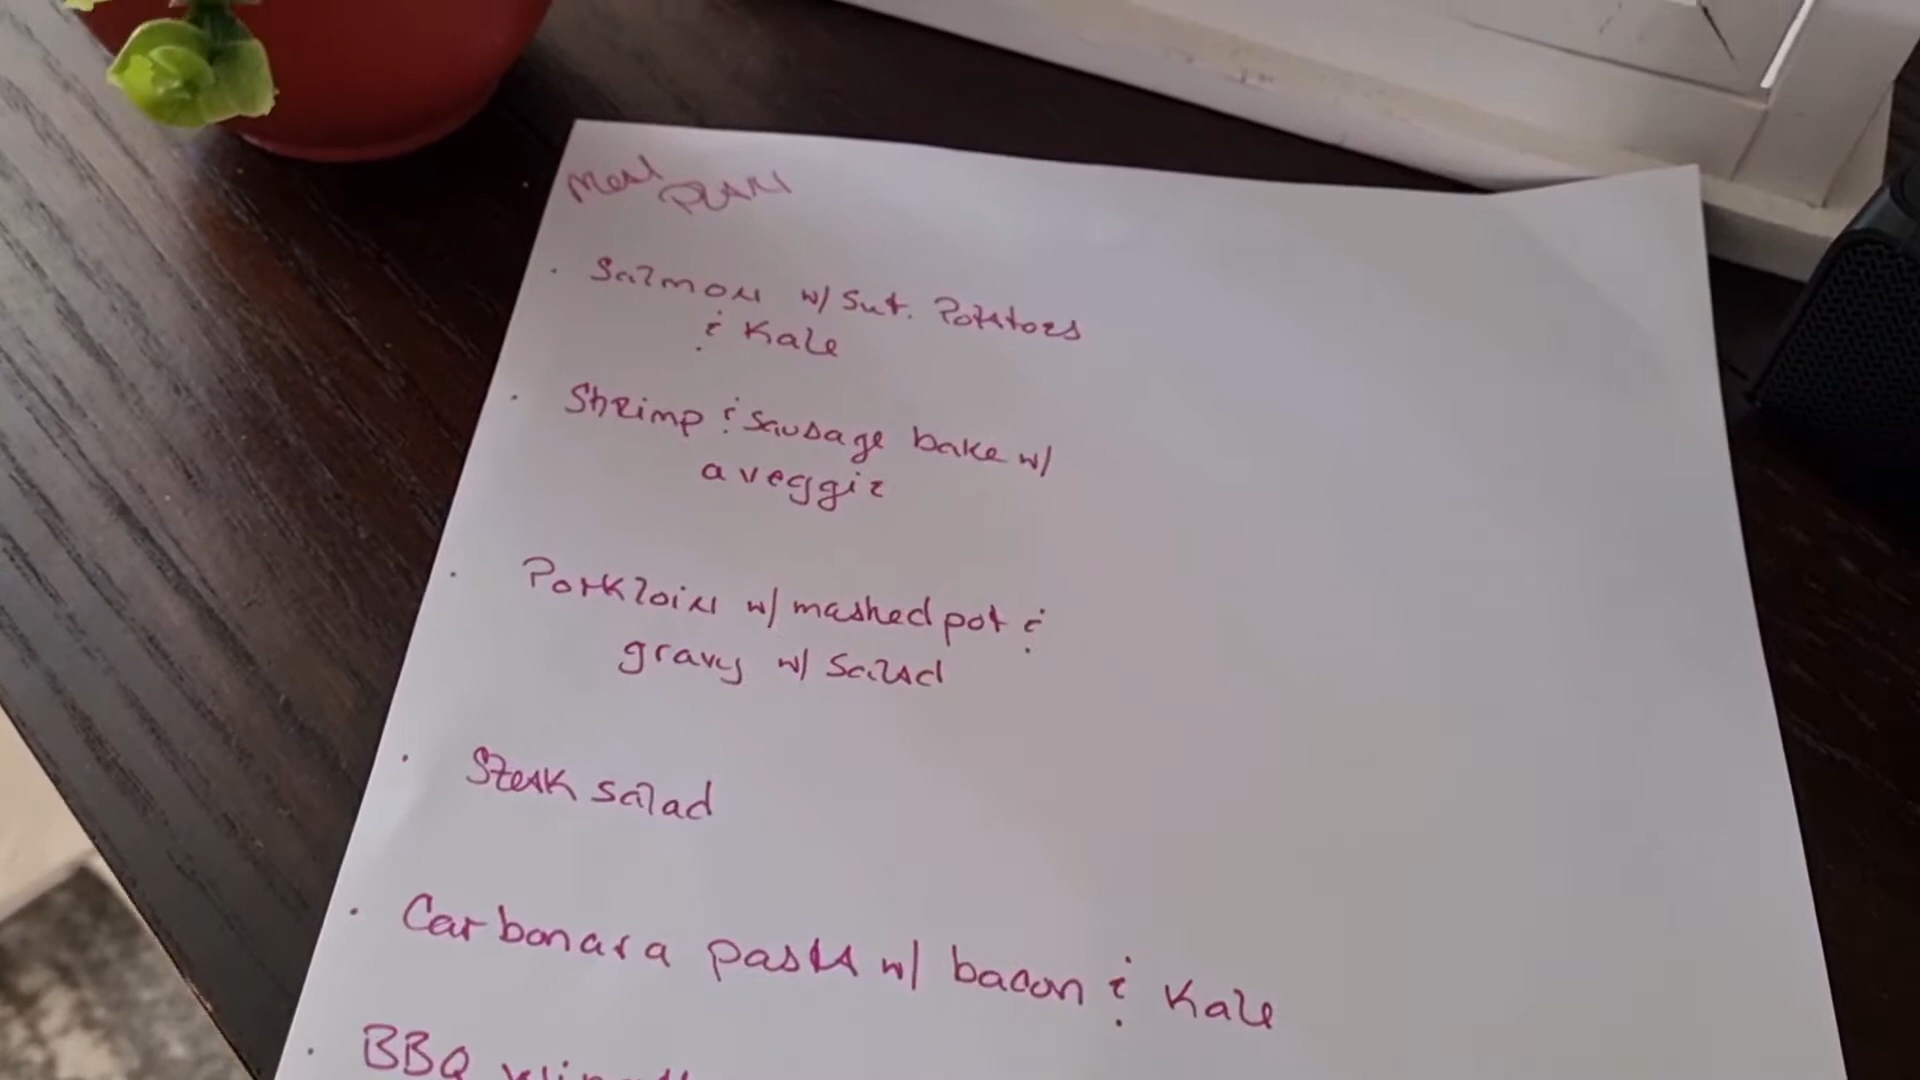 Meal Plan
· Salmon w/ Swt. Potatoes
& Kale
· Shrimp & Sausage bake w/
a veggie
· Pork loin w/ mashed pot &
gravy w/ Salad
· Steak salad
· Carbonara pasta w/ bacon & Kale
· BBQ